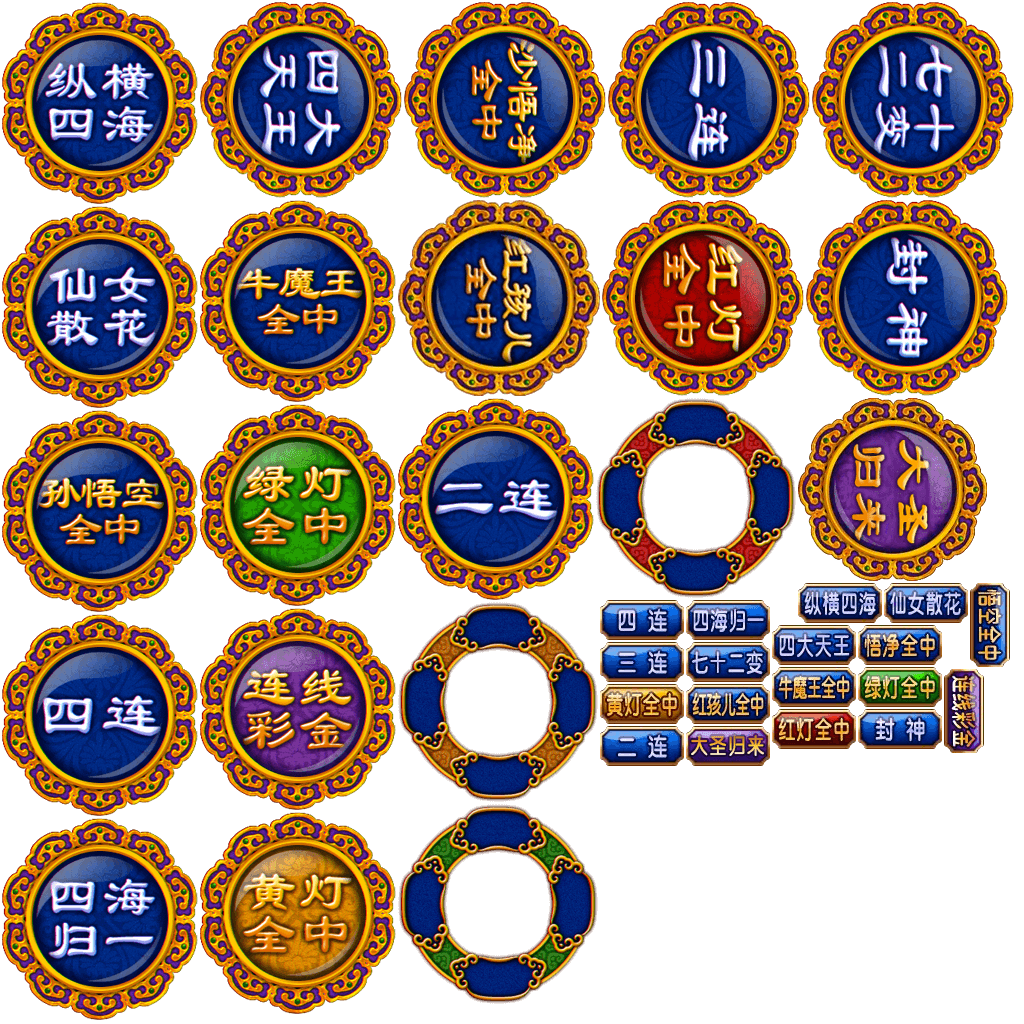 纵横
四海
四大
天王
沙悟净
全中
三连
七十
二变
仙女
散花
牛魔王
全中
红孩儿
全中
红灯
全中
封神
孙悟空
全中
绿灯
全中
二连
大圣
归来
四连
连线
彩金
四海
归一
黄灯
全中
纵横四海
仙女散花
悟空全中
四连
四海归一
四大天王
悟净全中
三连
七十二变
牛魔王全中
绿灯全中
连线彩金
黄灯全中
红孩儿全中
红灯全中
封神
二连
大圣归来